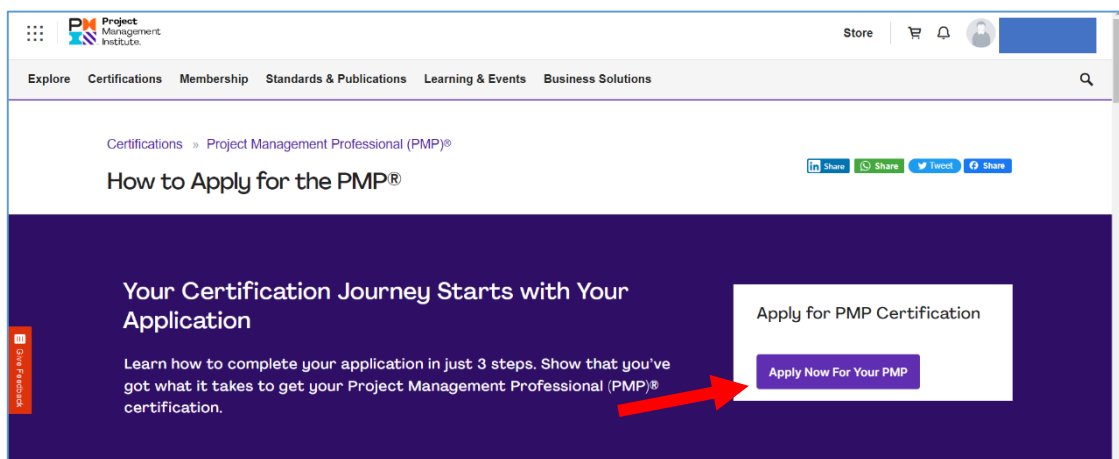 PM
Project
Management
Institute.
Store
Explore Certifications Membership Standards & Publications Learning & Events Business Solutions
Certifications » Project Management Professional (PMP)®
How to Apply for the PMP®
in Share Share Tweet Share
Your Certification Journey Starts with Your
Application
Learn how to complete your application in just 3 steps. Show that you've
got what it takes to get your Project Management Professional (PMP)®
certification.
Apply for PMP Certification
Apply Now For Your PMP
Give Feedback